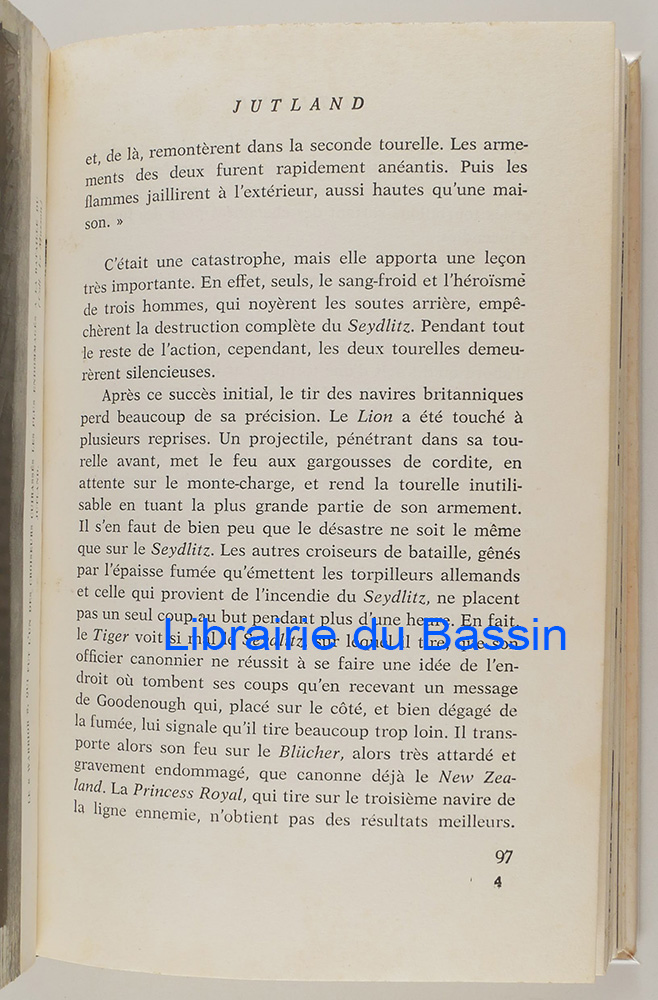 JUTLAND
et, de là, remontèrent dans la seconde tourelle. Les arme-
ments des deux furent rapidement anéantis. Puis les
flammes jaillirent à l'extérieur, aussi hautes qu'une mai-
son. »
C'était une catastrophe, mais elle apporta une leçon
très importante. En effet, seuls, le sang-froid et l'héroïsme
de trois hommes, qui noyèrent les soutes arrière, empê-
chèrent la destruction complète du Seydlitz. Pendant tout
le reste de l'action, cependant, les deux tourelles demeu-
rèrent silencieuses.
Après ce succès initial, le tir des navires britanniques
perd beaucoup de sa précision. Le Lion a été touché à
plusieurs reprises. Un projectile, pénétrant dans sa tou-
relle avant, met le feu aux gargousses de cordite, en
attente sur le monte-charge, et rend la tourelle inutili-
sable en tuant la plus grande partie de son armement.
Il s'en faut de bien peu que le désastre ne soit le même
que sur le Seydlitz. Les autres croiseurs de bataille, gênés
par l'épaisse fumée qu'émettent les torpilleurs allemands
et celle qui provient de l'incendie du Seydlitz, ne placent
pas un seul coup au but pendant plus d'une heure. En fait,
le Tiger voit si mal le Seydlitz sur lequel il tire, que son
Librairie du Bassin
officier canonnier ne réussit à se faire une idée de l'en-
droit où tombent ses coups qu'en recevant un message
de Goodenough qui, placé sur le côté, et bien dégagé de
la fumée, lui signale qu'il tire beaucoup trop loin. Il trans-
porte alors son feu sur le Blücher, alors très attardé et
gravement endommagé, que canonne déjà le New Zea-
land. La Princess Royal, qui tire sur le troisième navire de
la ligne ennemie, n'obtient pas des résultats meilleurs.
97
4